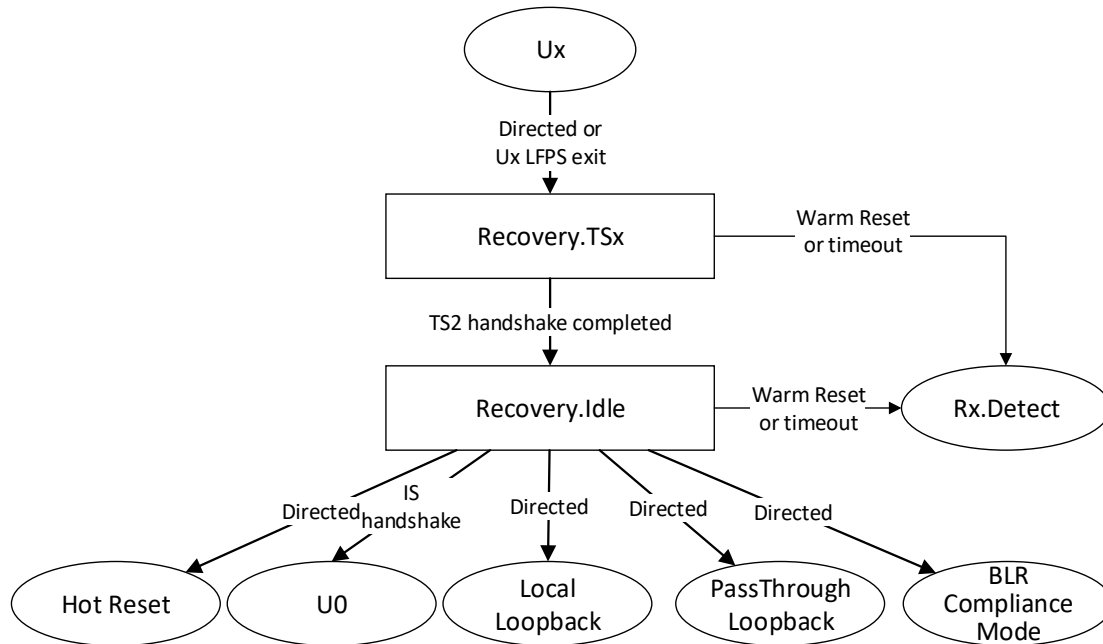 Ux
Directed or
Ux LFPS exit
Recovery.TSx
Warm Reset
or timeout
TS2 handshake completed
Recovery.Idle
Warm Reset
or timeout
Rx.Detect
Directed
IS
handshake
Directed
Directed
Directed
Hot Reset
U0
Local
Loopback
PassThrough
Loopback
BLR
Compliance
Mode